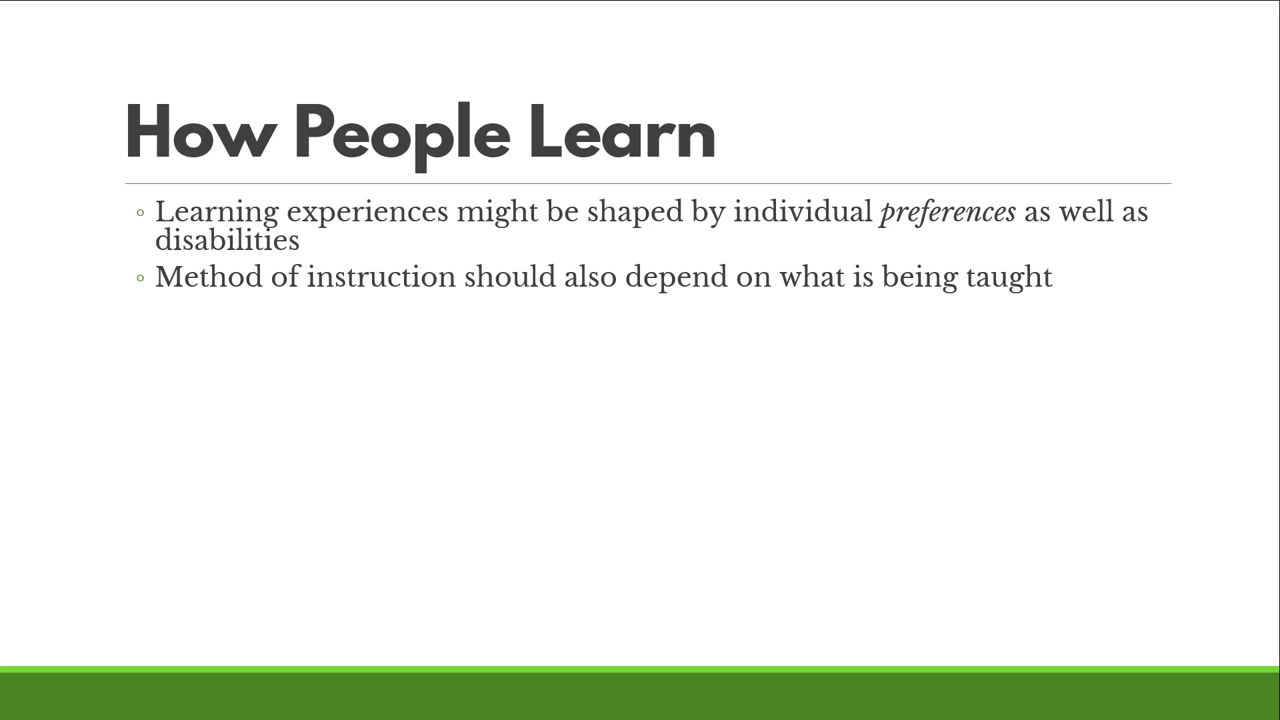 How People Learn
◦ Learning experiences might be shaped by individual preferences as well as
disabilities
◦ Method of instruction should also depend on what is being taught